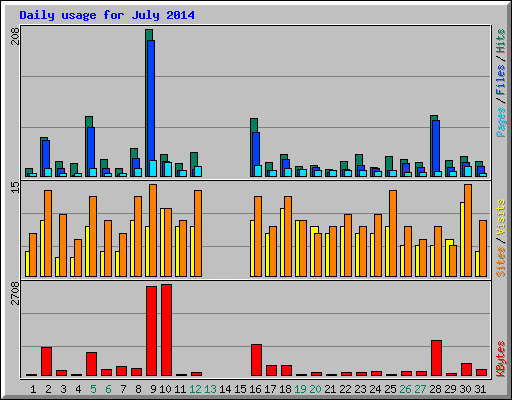 Daily usage for July 2014
208
Pages / Files / Hits
15
Sites / Visits
2708
KBytes
1 2 3 4 5 6 7 8 9 10 11 12 13 14 15 16 17 18 19 20 21 22 23 24 25 26 27 28 29 30 31